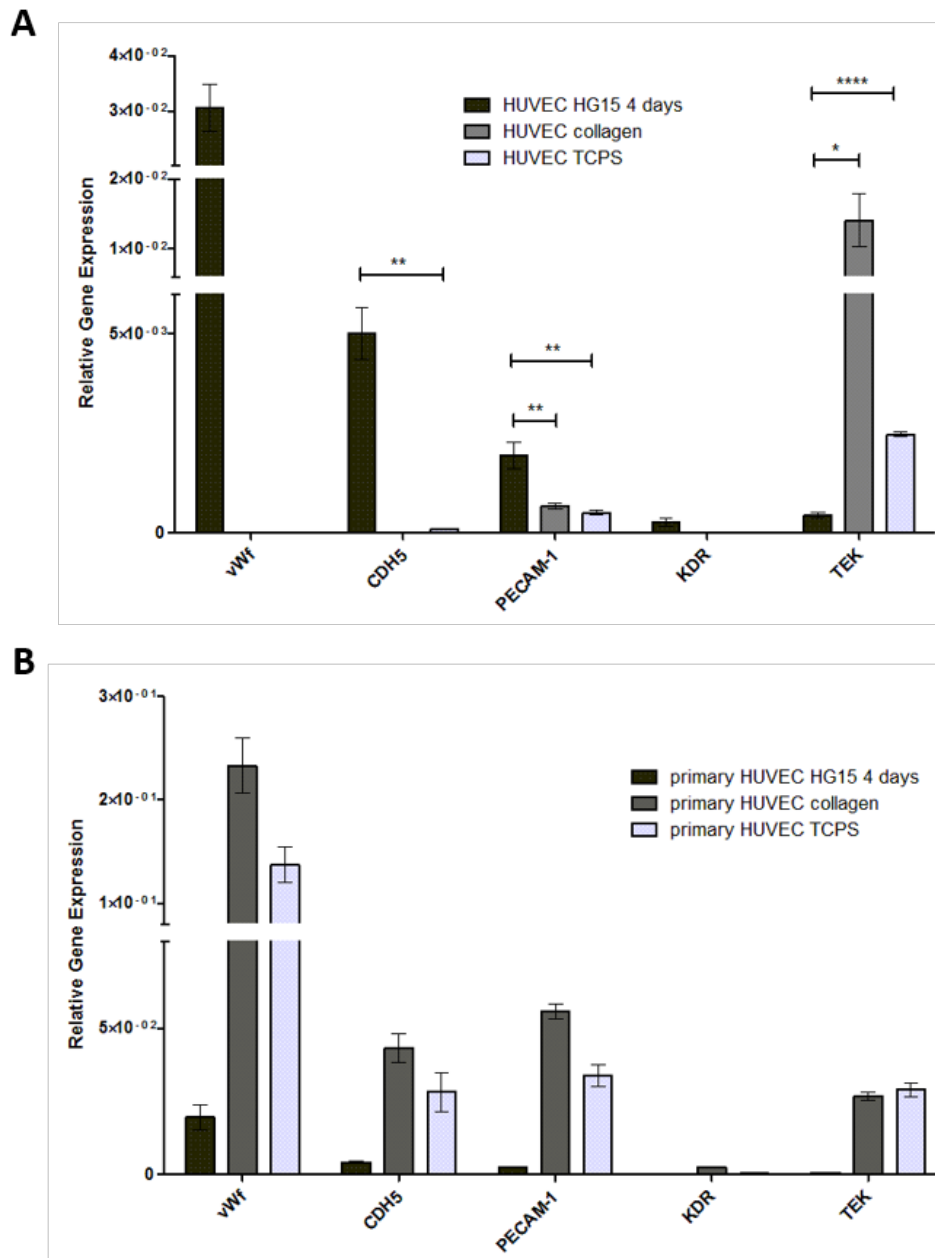 A
Relative Gene Expression
4×10⁻⁰²
3×10⁻⁰²
2×10⁻⁰²
1×10⁻⁰²
5×10⁻⁰³
0
HUVEC HG15 4 days
HUVEC collagen
HUVEC TCPS
**
**
**
****
*
vWf
CDH5
PECAM-1
KDR
TEK
B
Relative Gene Expression
3×10⁻⁰¹
2×10⁻⁰¹
1×10⁻⁰¹
5×10⁻⁰²
0
primary HUVEC HG15 4 days
primary HUVEC collagen
primary HUVEC TCPS
vWf
CDH5
PECAM-1
KDR
TEK